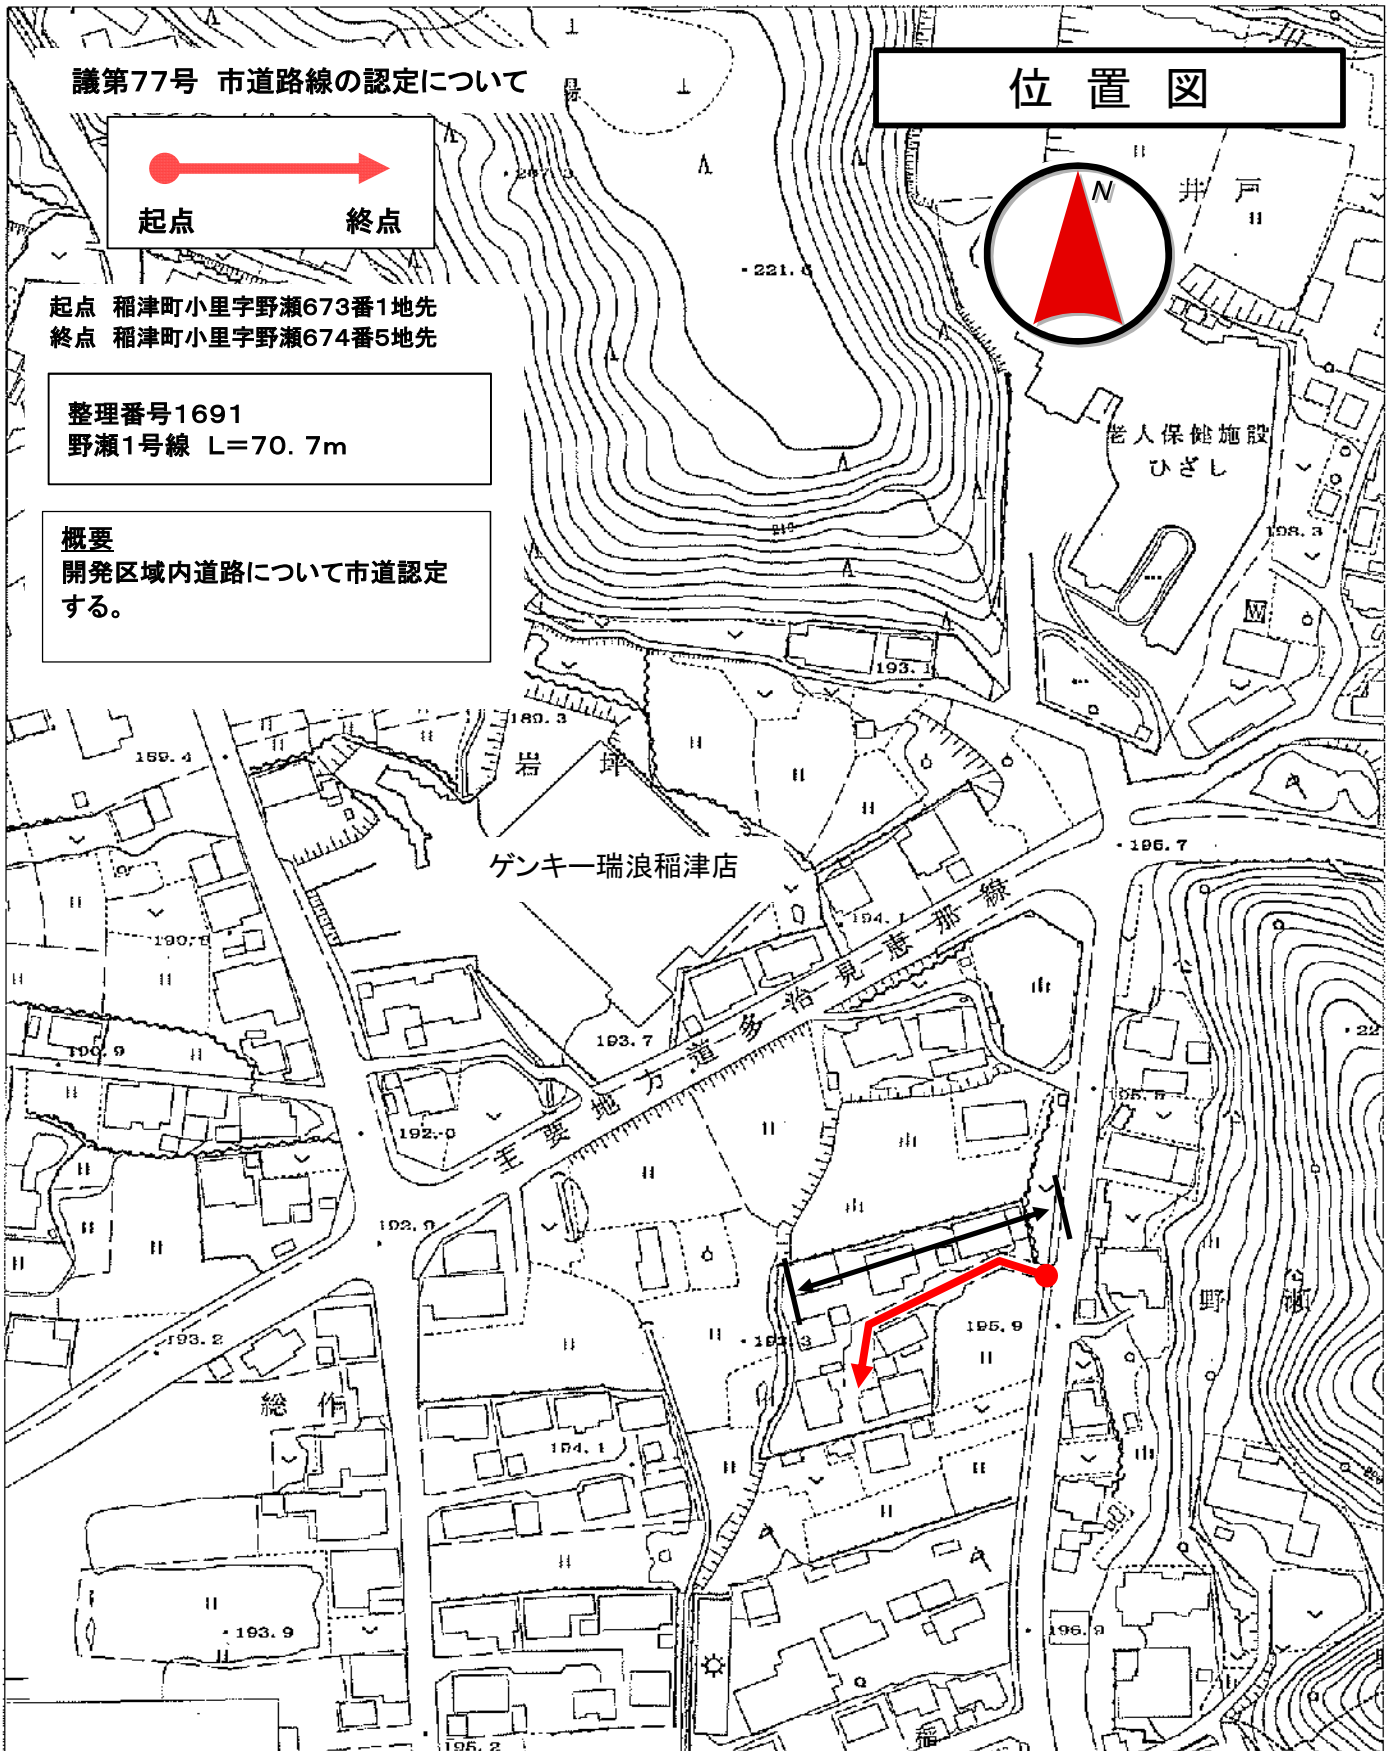 議第77号 市道路線の認定について
位 置 図
起点 終点
N
井 戸
221.6
起点 稲津町小里字野瀬673番1地先
終点 稲津町小里字野瀬674番5地先
整理番号1691
野瀬1号線 L=70.7m
老人保健施設
ひざし
198.3
概要
開発区域内道路について市道認定
する。
W
193.1
189.3
岩 坪
189.4
196.7
ゲンキー瑞浪稲津店
194.1
主要地方道多治見恵那線
193.7
190.9
192.0
192.9
野 瀬
195.9
193.2
193.3
総 作
194.1
193.9
196.9
195.2
稲